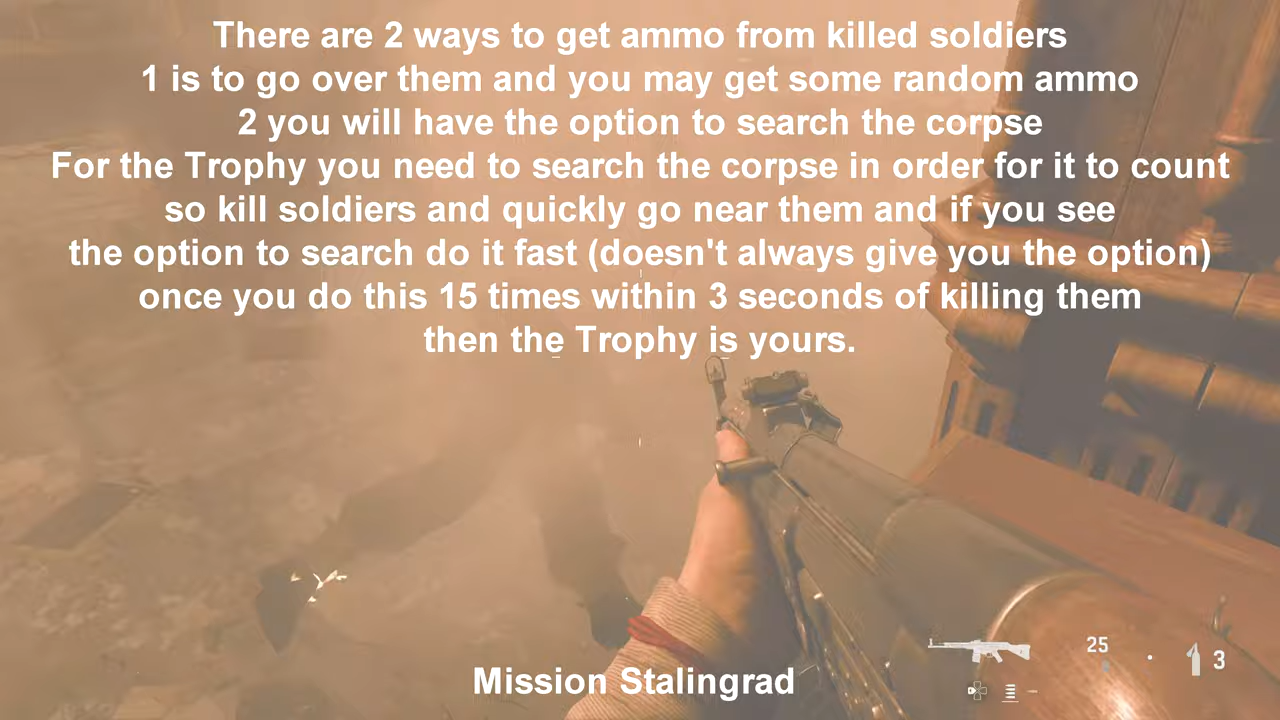 There are 2 ways to get ammo from killed soldiers
1 is to go over them and you may get some random ammo
2 you will have the option to search the corpse
For the Trophy you need to search the corpse in order for it to count
so kill soldiers and quickly go near them and if you see
the option to search do it fast (doesn't always give you the option)
once you do this 15 times within 3 seconds of killing them
then the Trophy is yours.
25
3
Mission Stalingrad